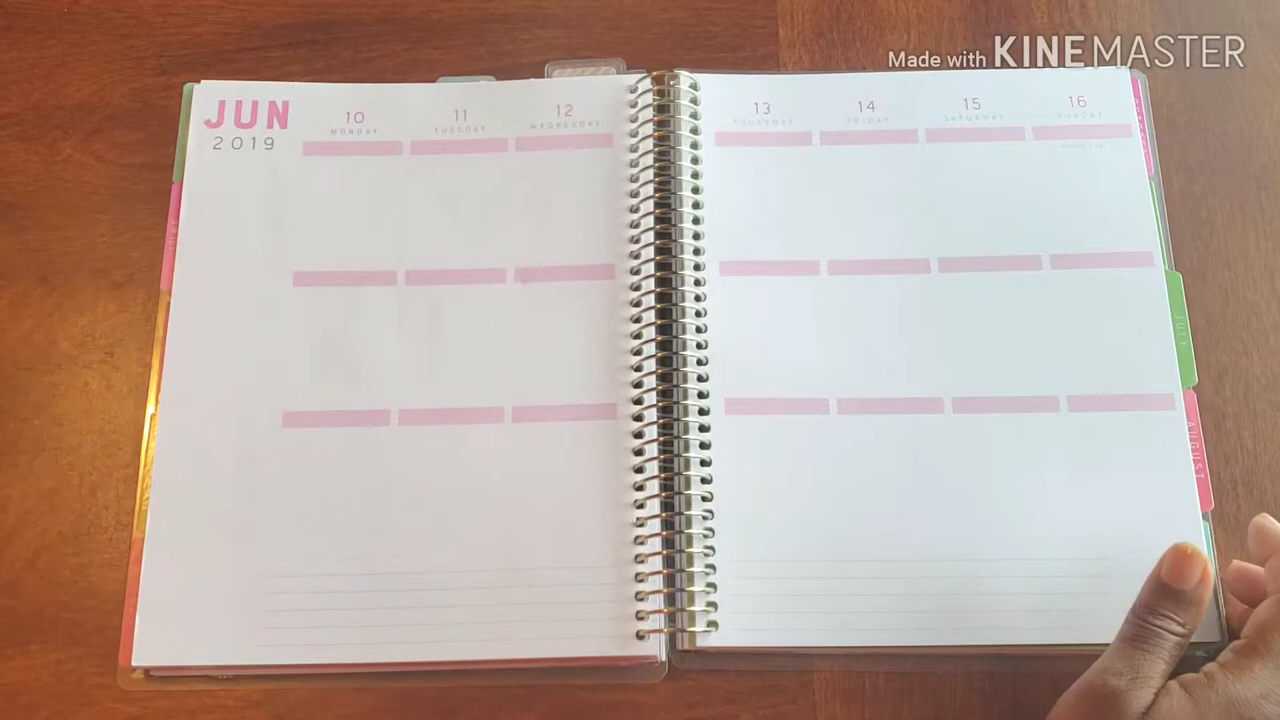 Made with KINEMASTER
JUN
2019
10 11 12 13 14 15 16
MONDAY TUESDAY WEDNESDAY THURSDAY FRIDAY SATURDAY SUNDAY
JULY
AUGUST